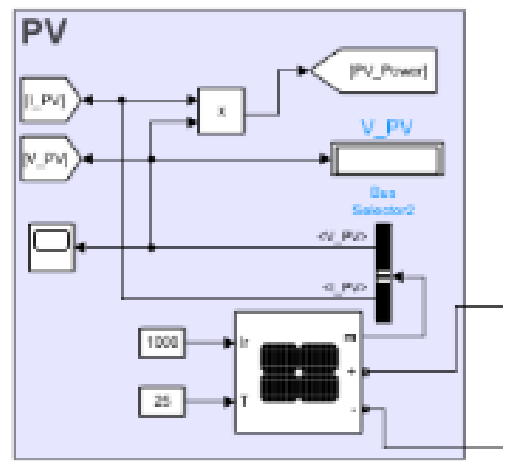 PV
[I_PV]
[PV_Power]
x
[V_PV]
V_PV
Bus
Selector2
<V_PV>
<I_PV>
1000
Ir
m
+
25
T
-